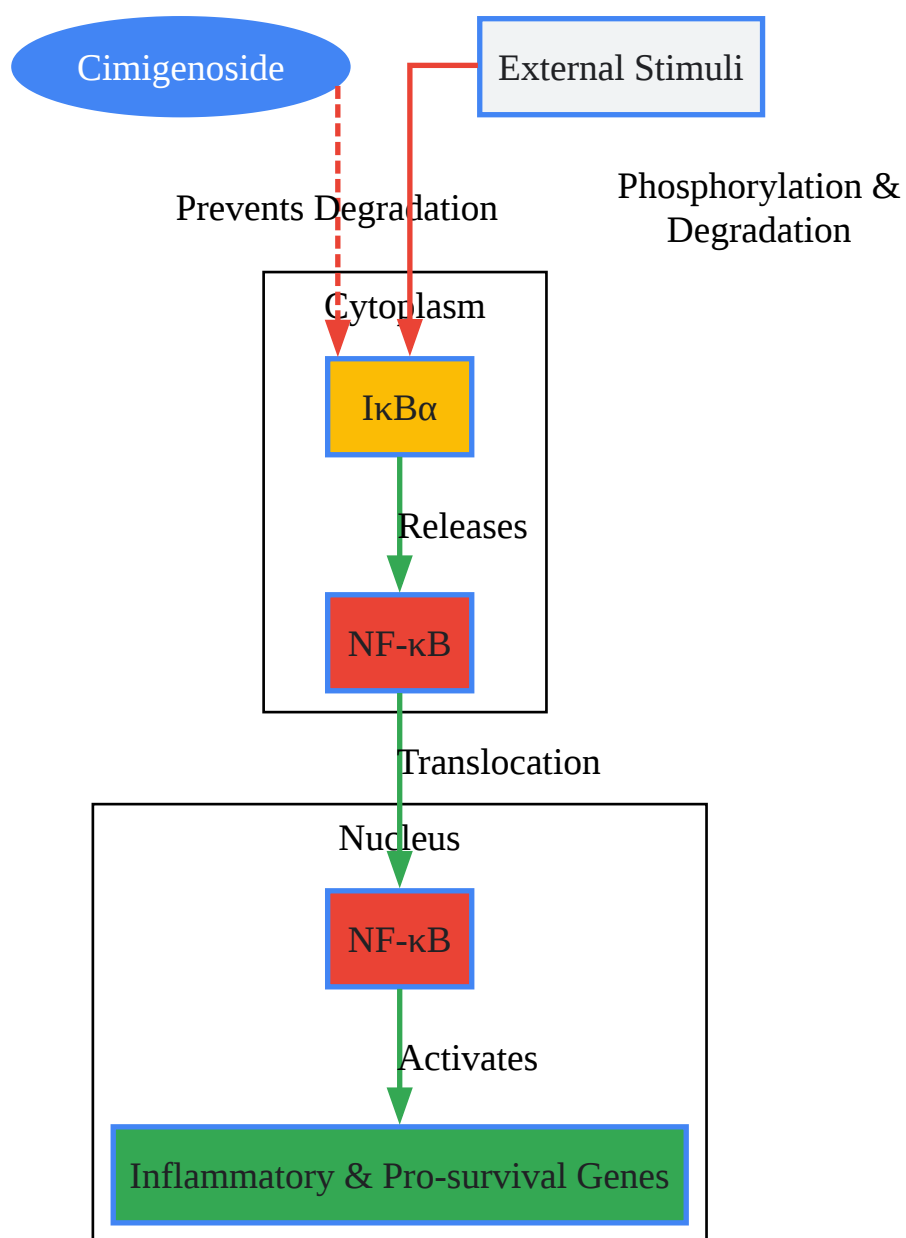 Cimigenoside
External Stimuli
Prevents Degradation
Phosphorylation &
Degradation
Cytoplasm
IκBα
Releases
NF-κB
Translocation
Nucleus
NF-κB
Activates
Inflammatory & Pro-survival Genes